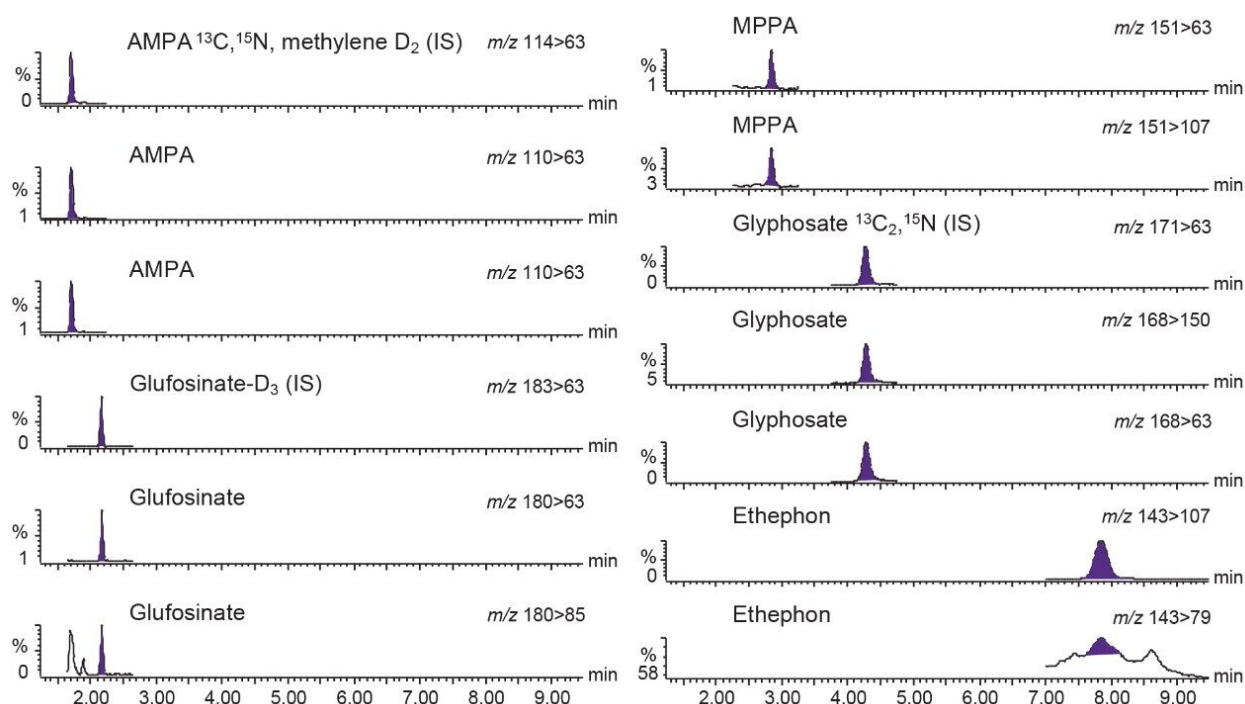 AMPA ¹³C,¹⁵N, methylene D₂ (IS) m/z 114>63
%
0
min
AMPA m/z 110>63
%
1
min
AMPA m/z 110>63
%
1
min
Glufosinate-D₃ (IS) m/z 183>63
%
0
min
Glufosinate m/z 180>63
%
1
min
Glufosinate m/z 180>85
%
0
min
2.00 3.00 4.00 5.00 6.00 7.00 8.00 9.00
MPPA m/z 151>63
%
1
min
MPPA m/z 151>107
%
3
min
Glyphosate ¹³C₂,¹⁵N (IS) m/z 171>63
%
0
min
Glyphosate m/z 168>150
%
5
min
Glyphosate m/z 168>63
%
0
min
Ethephon m/z 143>107
%
0
min
Ethephon m/z 143>79
%
58
min
2.00 3.00 4.00 5.00 6.00 7.00 8.00 9.00